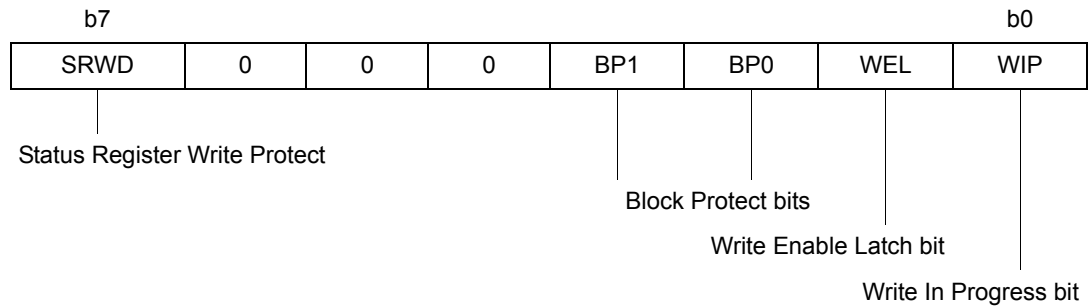 b7 b0
SRWD 0 0 0 BP1 BP0 WEL WIP
Status Register Write Protect
Block Protect bits
Write Enable Latch bit
Write In Progress bit